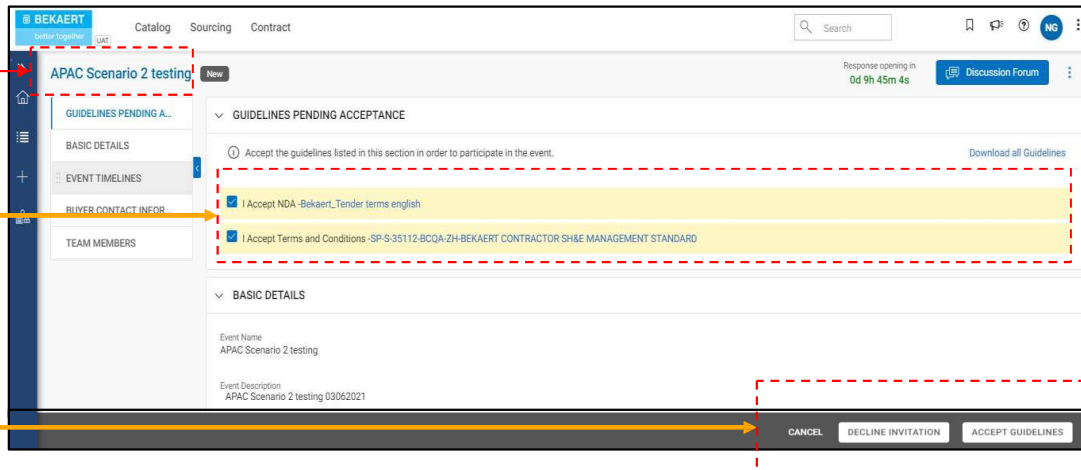 BEKAERT
better together
UAT
Catalog Sourcing Contract
Search
NG
APAC Scenario 2 testing
New
Response opening in
0d 9h 45m 4s
Discussion Forum
GUIDELINES PENDING A...
BASIC DETAILS
EVENT TIMELINES
BUYER CONTACT INFOR...
TEAM MEMBERS
GUIDELINES PENDING ACCEPTANCE
Accept the guidelines listed in this section in order to participate in the event.
Download all Guidelines
I Accept NDA -Bekaert_Tender terms english
I Accept Terms and Conditions -SP-S-35112-BCQA-ZH-BEKAERT CONTRACTOR SH&E MANAGEMENT STANDARD
BASIC DETAILS
Event Name
APAC Scenario 2 testing
Event Description
APAC Scenario 2 testing 03062021
CANCEL DECLINE INVITATION ACCEPT GUIDELINES